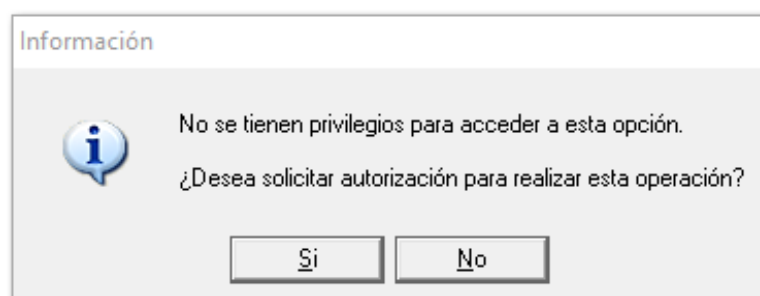 Información
No se tienen privilegios para acceder a esta opción.
¿Desea solicitar autorización para realizar esta operación?
Si
No